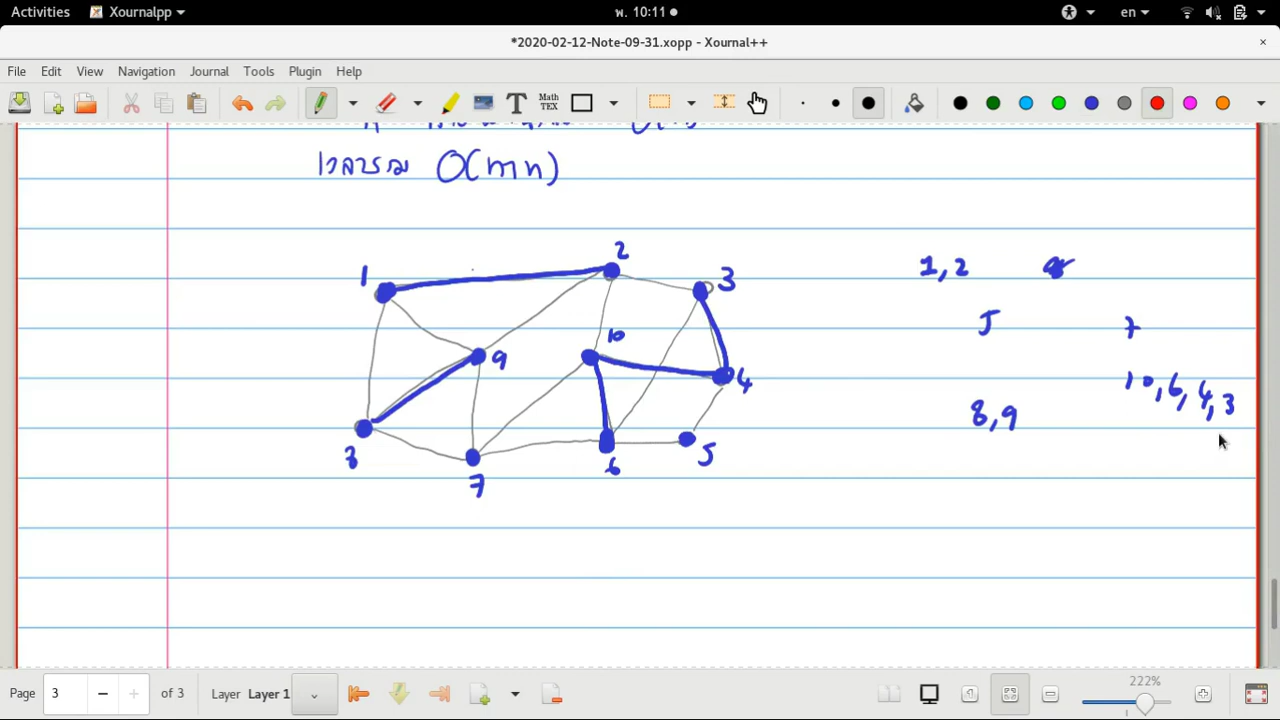 Activities Xournalpp พ. 10:11 en
*2020-02-12-Note-09-31.xopp - Xournal++
File Edit View Navigation Journal Tools Plugin Help
เวลารวม O(mn)
1 2 3
10
9 4
8 7 6 5
1,2
5 7
8,9 10,6,4,3
Page 3 of 3 Layer Layer 1 222%